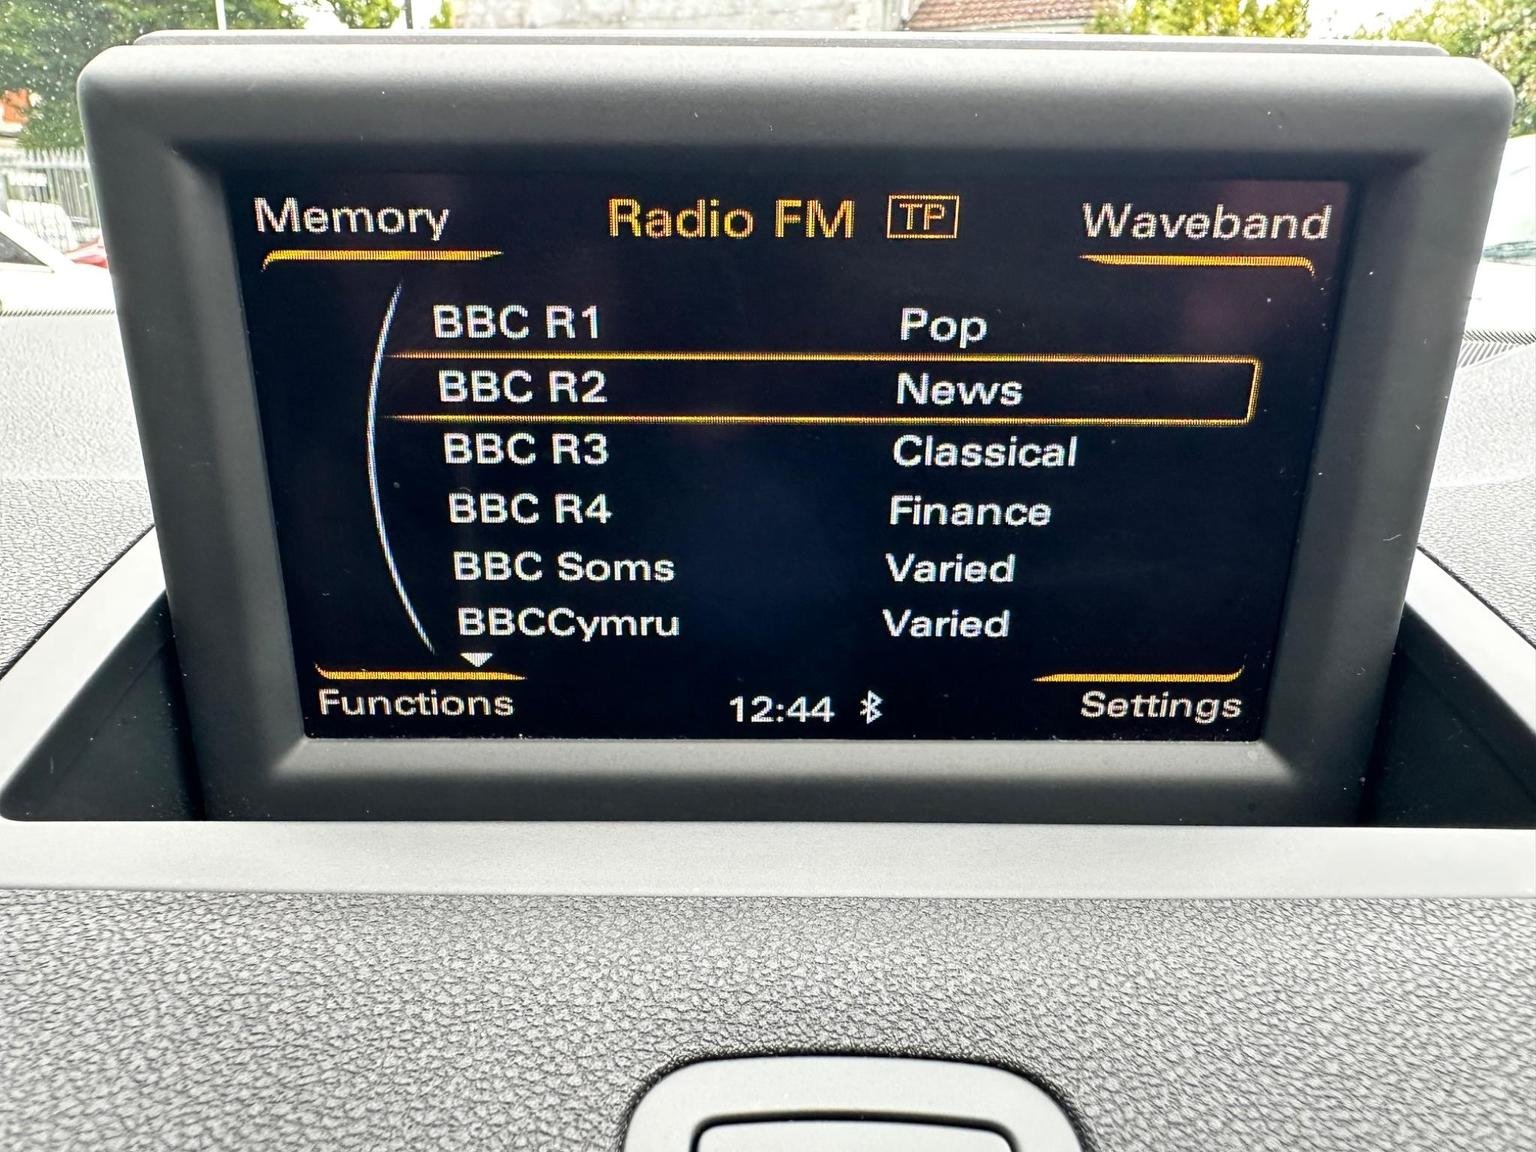 Memory Radio FM TP Waveband
BBC R1 Pop
BBC R2 News
BBC R3 Classical
BBC R4 Finance
BBC Soms Varied
BBCCymru Varied
Functions 12:44 Settings